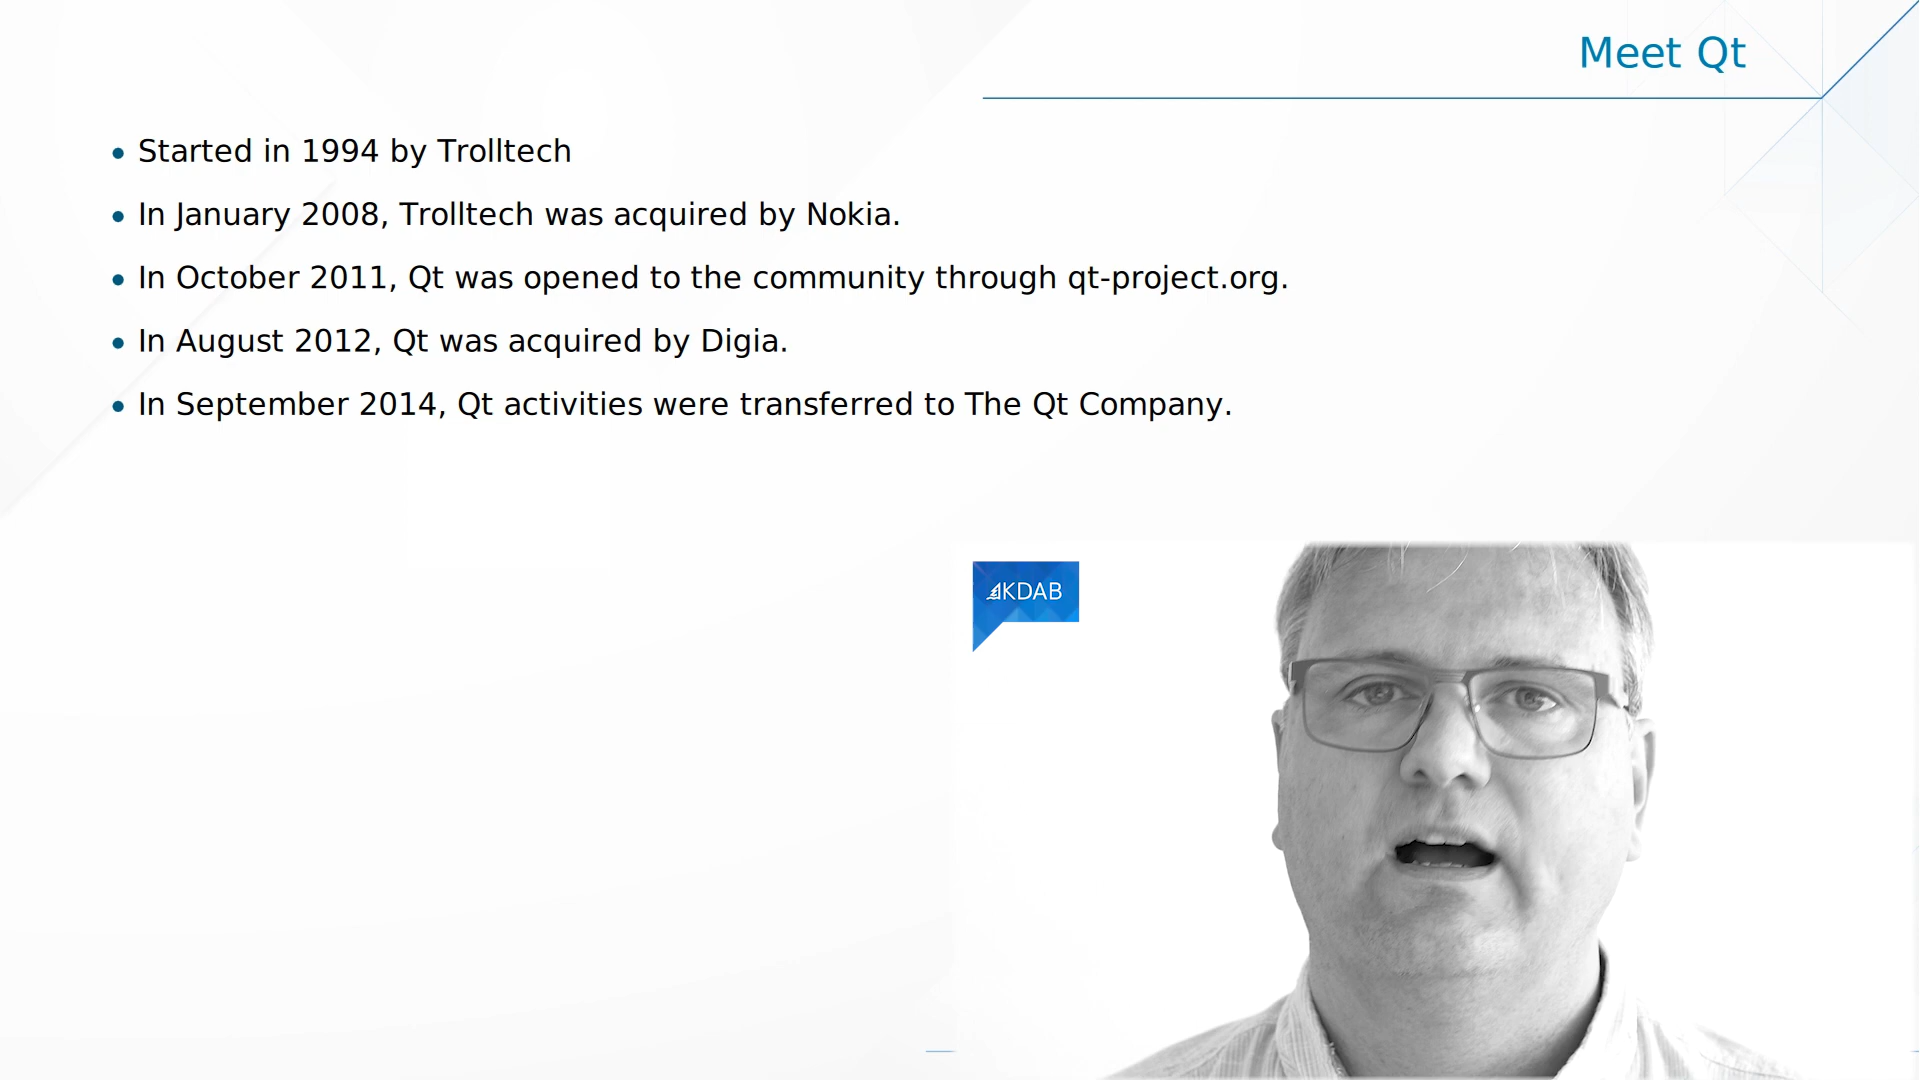 Meet Qt
Started in 1994 by Trolltech
In January 2008, Trolltech was acquired by Nokia.
In October 2011, Qt was opened to the community through qt-project.org.
In August 2012, Qt was acquired by Digia.
In September 2014, Qt activities were transferred to The Qt Company.
KDAB